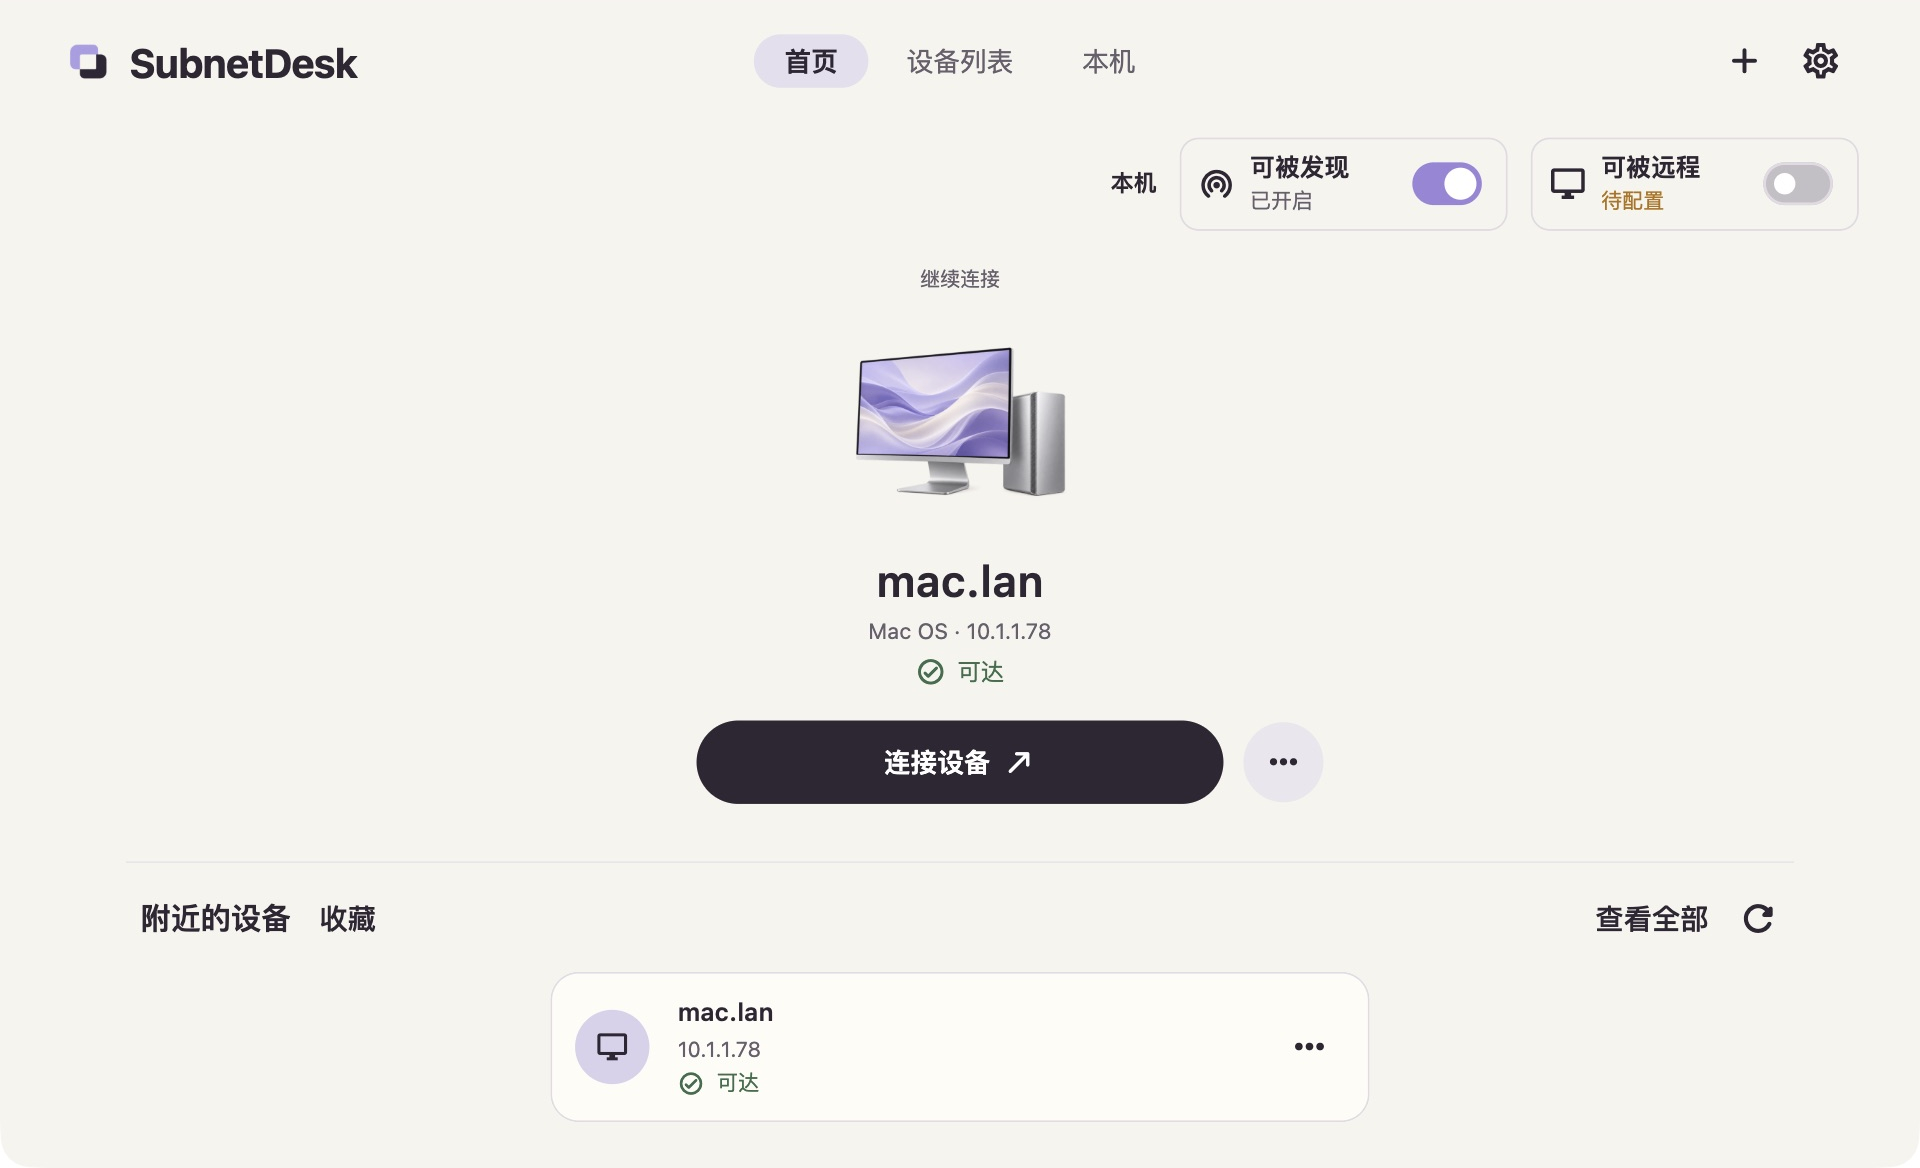 SubnetDesk
首页
设备列表
本机
本机
可被发现
已开启
可被远程
待配置
继续连接
mac.lan
Mac OS · 10.1.1.78
可达
连接设备
附近的设备
收藏
查看全部
mac.lan
10.1.1.78
可达